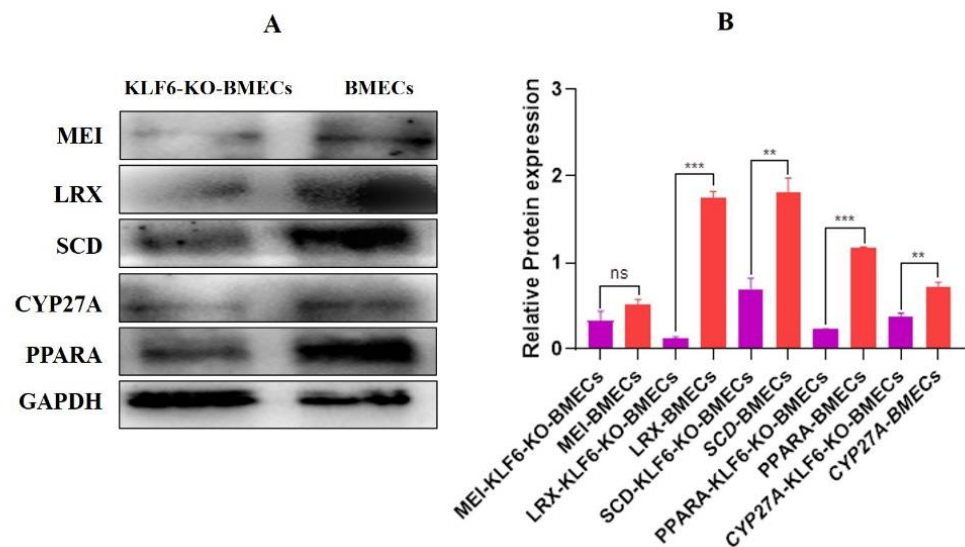 A
KLF6-KO-BMECs BMECs
MEI
LRX
SCD
CYP27A
PPARA
GAPDH
B
Relative Protein expression
3
2
1
0
ns
***
**
***
**
MEI-KLF6-KO-BMECs
MEI-BMECs
LRX-KLF6-KO-BMECs
LRX-BMECs
SCD-KLF6-KO-BMECs
SCD-BMECs
PPARA-KLF6-KO-BMECs
PPARA-BMECs
CYP27A-KLF6-KO-BMECs
CYP27A-BMECs